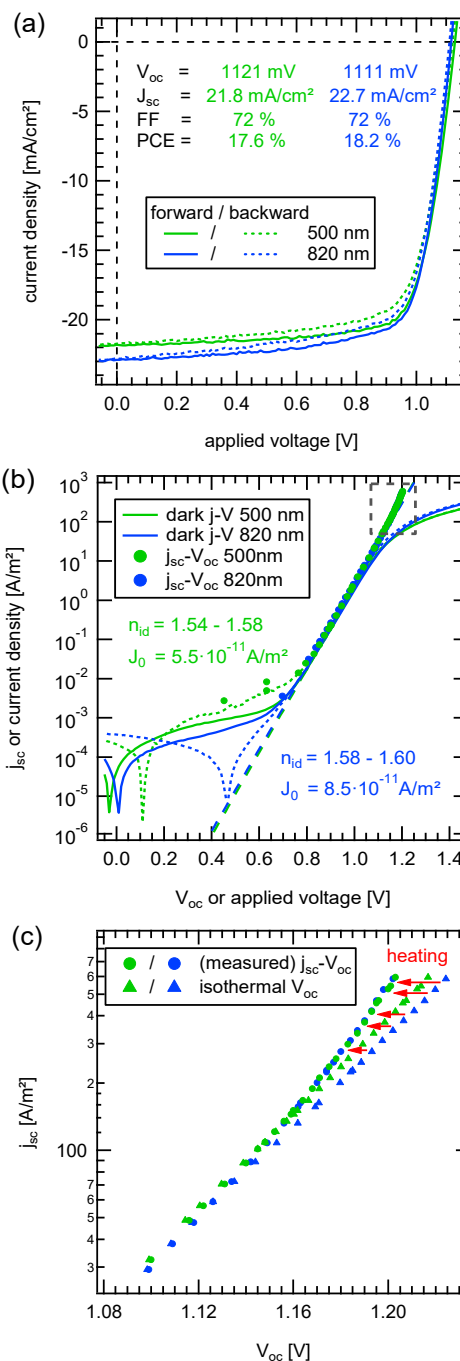 (a)
0
-5
-10
-15
-20
current density [mA/cm²]
V_oc = 1121 mV 1111 mV
J_sc = 21.8 mA/cm² 22.7 mA/cm²
FF = 72 % 72 %
PCE = 17.6 % 18.2 %
forward / backward
/ 500 nm
/ 820 nm
0.0 0.2 0.4 0.6 0.8 1.0
applied voltage [V]
(b)
10³
10²
10¹
10⁰
10⁻¹
10⁻²
10⁻³
10⁻⁴
10⁻⁵
10⁻⁶
j_sc or current density [A/m²]
dark j-V 500 nm
dark j-V 820 nm
j_sc-V_oc 500nm
j_sc-V_oc 820nm
n_id = 1.54 - 1.58
J_0 = 5.5·10⁻¹¹A/m²
n_id = 1.58 - 1.60
J_0 = 8.5·10⁻¹¹A/m²
0.0 0.2 0.4 0.6 0.8 1.0 1.2 1.4
V_oc or applied voltage [V]
(c)
7
6
5
4
3
2
100
7
6
5
4
3
j_sc [A/m²]
/ (measured) j_sc-V_oc
/ isothermal V_oc
heating
1.08 1.12 1.16 1.20
V_oc [V]